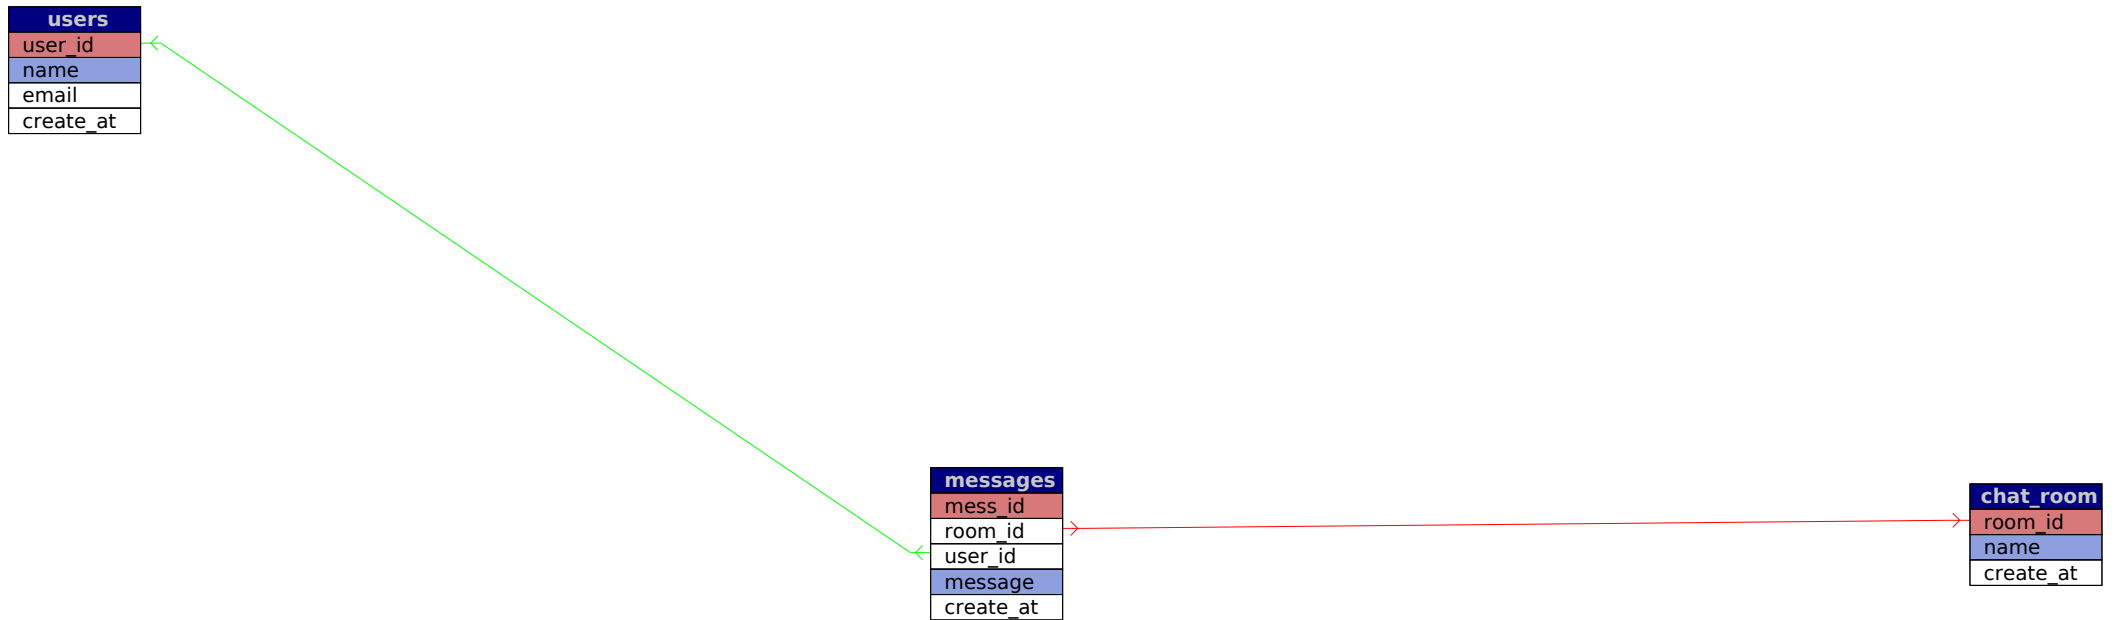 users
user_id
name
email
create_at
messages
mess_id
room_id
user_id
message
create_at
chat_room
room_id
name
create_at